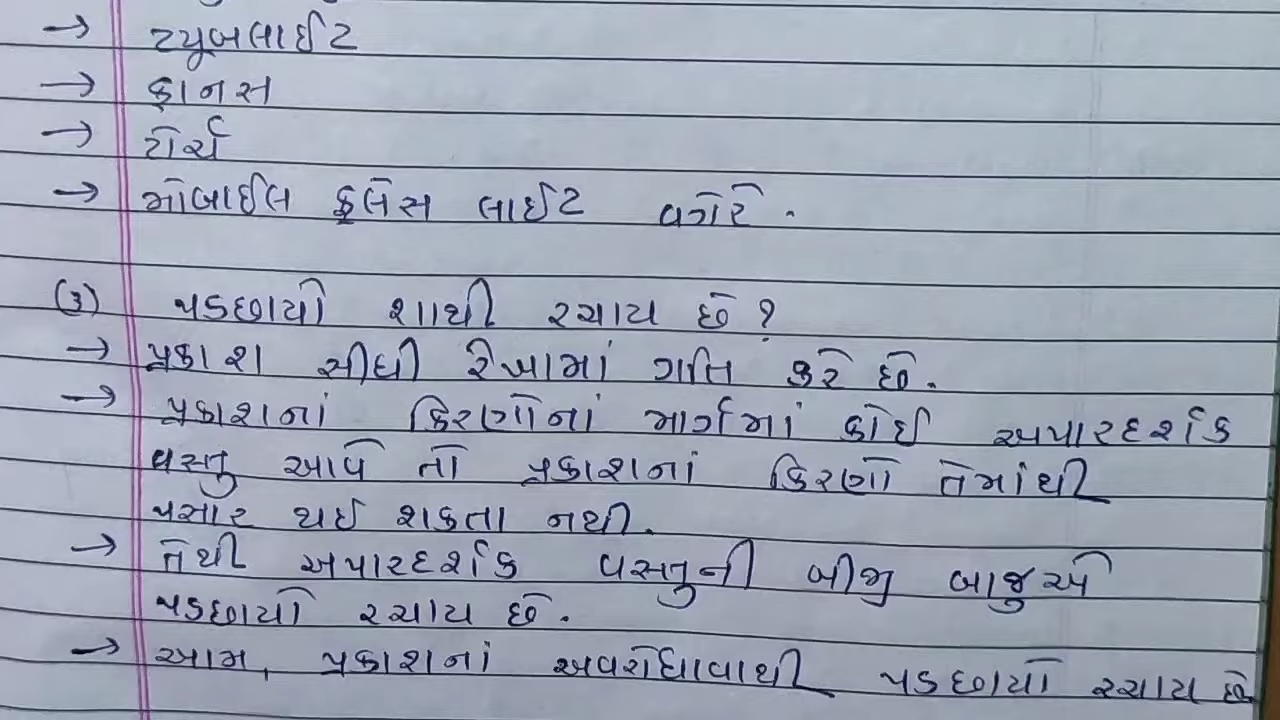 → ટ્યુબલાઈટ
→ ફાનસ
→ ટોર્ચ
→ મોબાઈલ ફ્લેસ લાઈટ વગેરે.
(3) પડછાયો શાથી રચાય છે?
→ પ્રકાશ સીધી રેખામાં ગતિ કરે છે.
→ પ્રકાશનાં કિરણોનાં માર્ગમાં કોઈ અપારદર્શક
વસ્તુ આવે તો પ્રકાશનાં કિરણો તેમાંથી
પસાર થઈ શકતા નથી.
→ તેથી અપારદર્શક વસ્તુની બીજી બાજુએ
પડછાયો રચાય છે.
→ આમ, પ્રકાશનાં અવરોધાવાથી પડછાયો રચાય છે